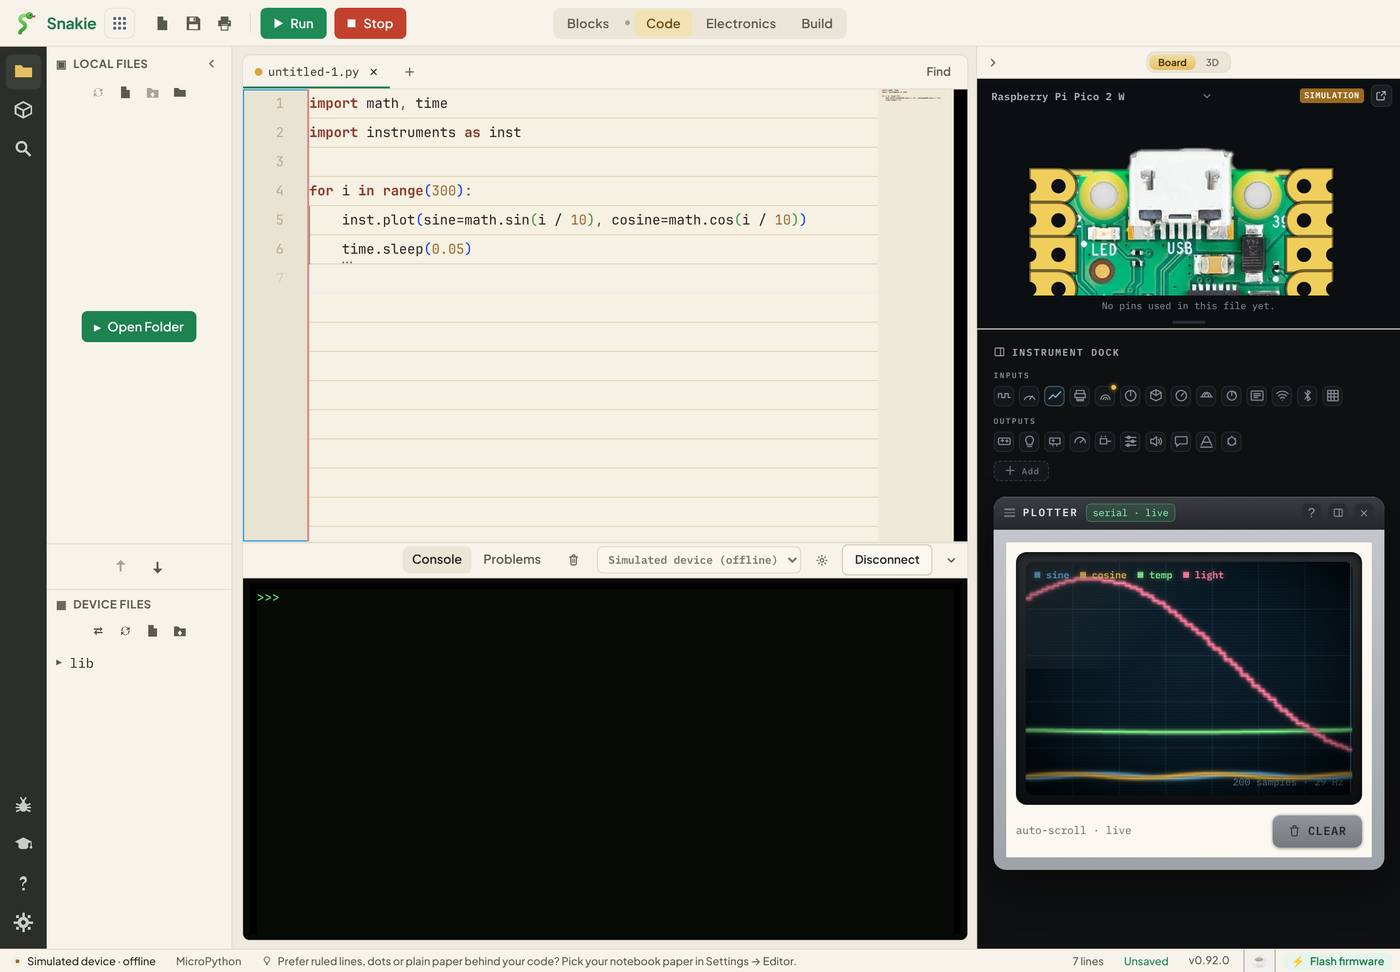 Snakie
Run
Stop
Blocks
Code
Electronics
Build
LOCAL FILES
untitled-1.py
Find
1 import math, time
2 import instruments as inst
3
4 for i in range(300):
5 inst.plot(sine=math.sin(i / 10), cosine=math.cos(i / 10))
6 time.sleep(0.05)
7
Open Folder
DEVICE FILES
lib
Console
Problems
Simulated device (offline)
Disconnect
>>>
Board
3D
Raspberry Pi Pico 2 W
SIMULATION
2
39
LED
USB
No pins used in this file yet.
INSTRUMENT DOCK
INPUTS
OUTPUTS
+ Add
PLOTTER
serial · live
?
sine
cosine
temp
light
200 samples · 29 Hz
auto-scroll · live
CLEAR
Simulated device · offline
MicroPython
Prefer ruled lines, dots or plain paper behind your code? Pick your notebook paper in Settings → Editor.
7 lines
Unsaved
v0.92.0
Flash firmware